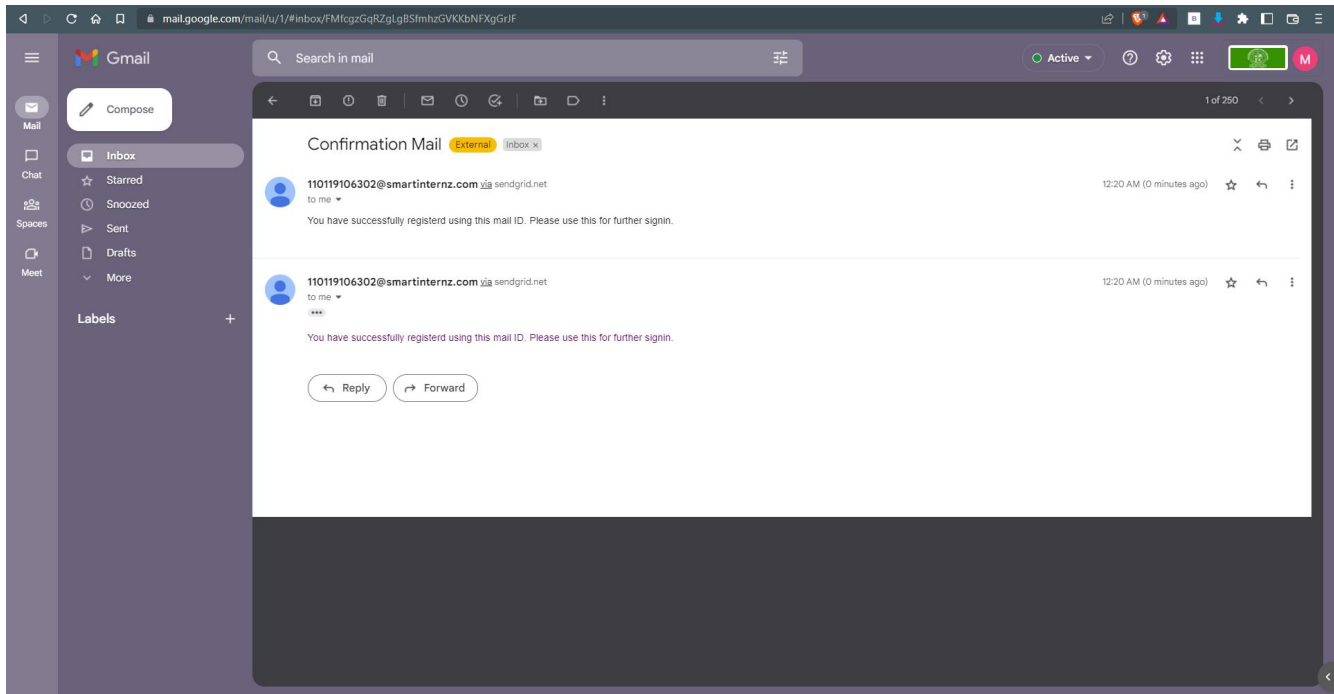 mail.google.com/mail/u/1/#inbox/FMfcgzGqRZgLgBSfmhzGVKKbNFXgGrJF
Gmail
Search in mail
Active
M
Mail
Chat
Spaces
Meet
Compose
Inbox
Starred
Snoozed
Sent
Drafts
More
Labels
1 of 250
Confirmation Mail External Inbox x
110119106302@smartinternz.com via sendgrid.net
12:20 AM (0 minutes ago)
to me
You have successfully registerd using this mail ID. Please use this for further signin.
110119106302@smartinternz.com via sendgrid.net
12:20 AM (0 minutes ago)
to me
You have successfully registerd using this mail ID. Please use this for further signin.
Reply
Forward